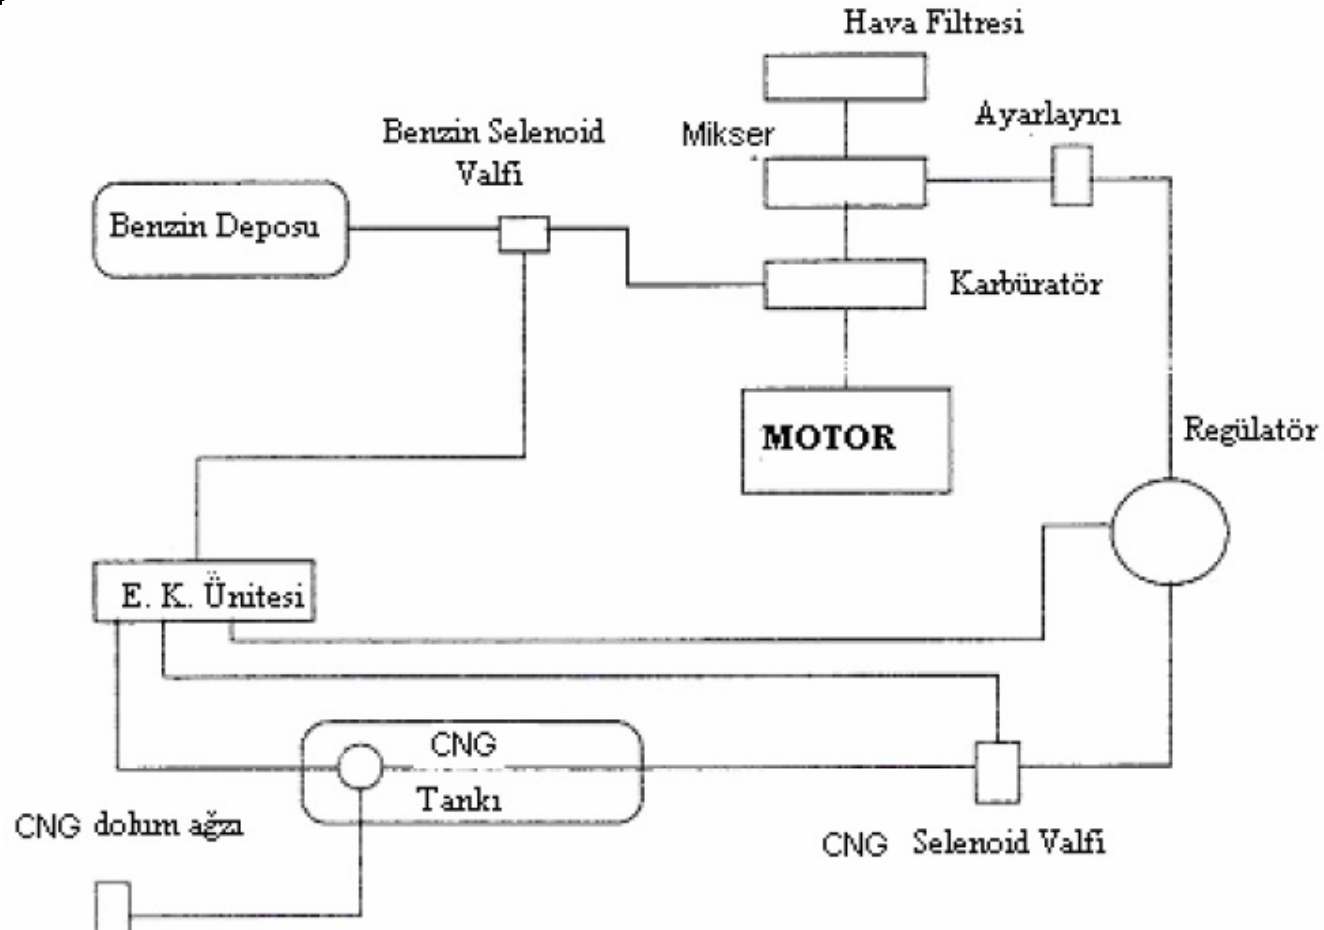 Hava Filtresi
Ayarlayıcı
Mikser
Benzin Selenoid
Valfi
Benzin Deposu
Karbüratör
MOTOR
Regülatör
E. K. Ünitesi
CNG
Tankı
CNG dolum ağzı
CNG Selenoid Valfi